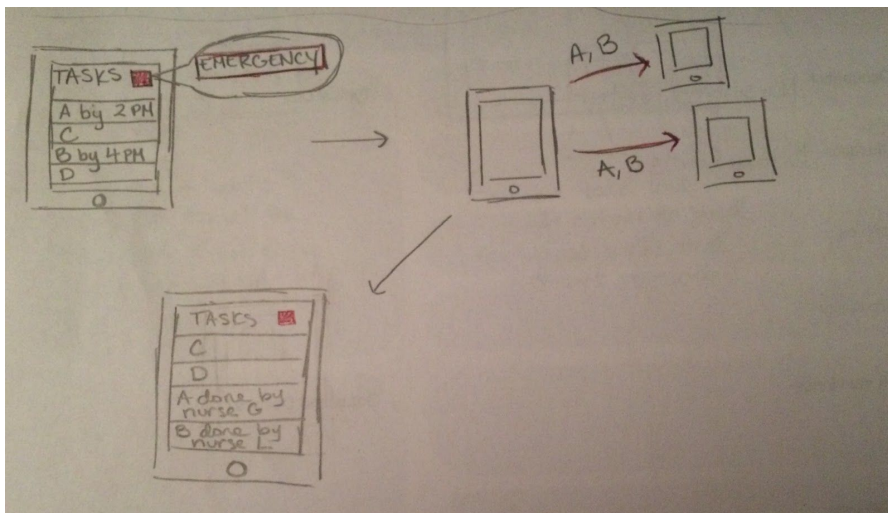 TASKS
EMERGENCY
A by 2 PM
C
B by 4 PM
D
A, B
A, B
TASKS
C
D
A done by
nurse G
B done by
nurse L